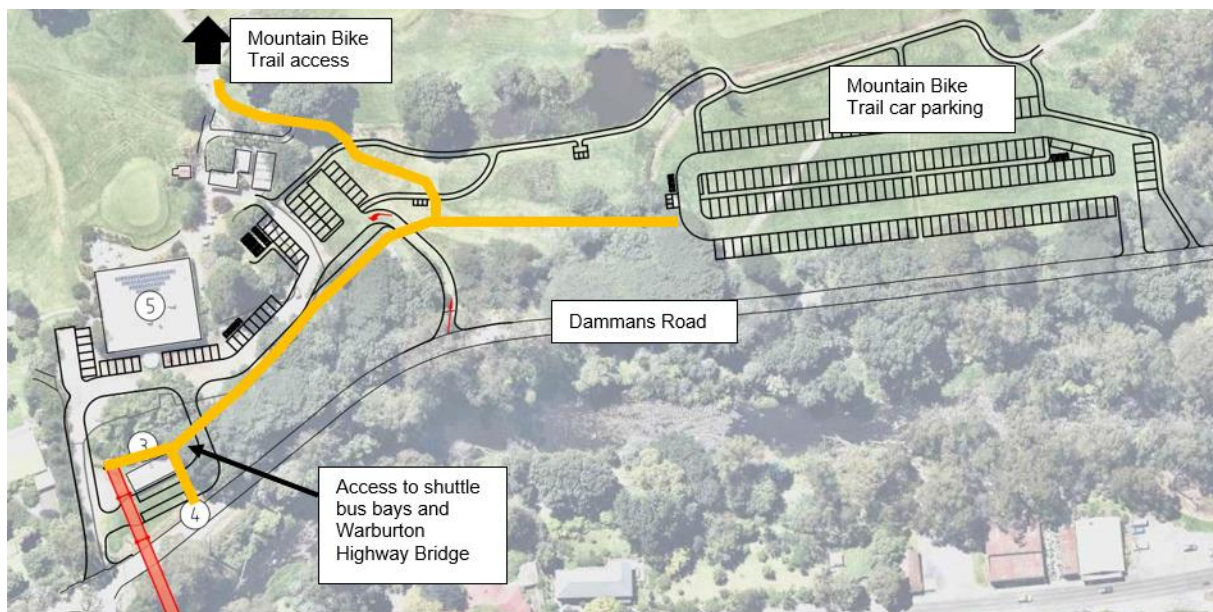 Mountain Bike
Trail access
Mountain Bike
Trail car parking
5
Dammans Road
3
4
Access to shuttle
bus bays and
Warburton
Highway Bridge